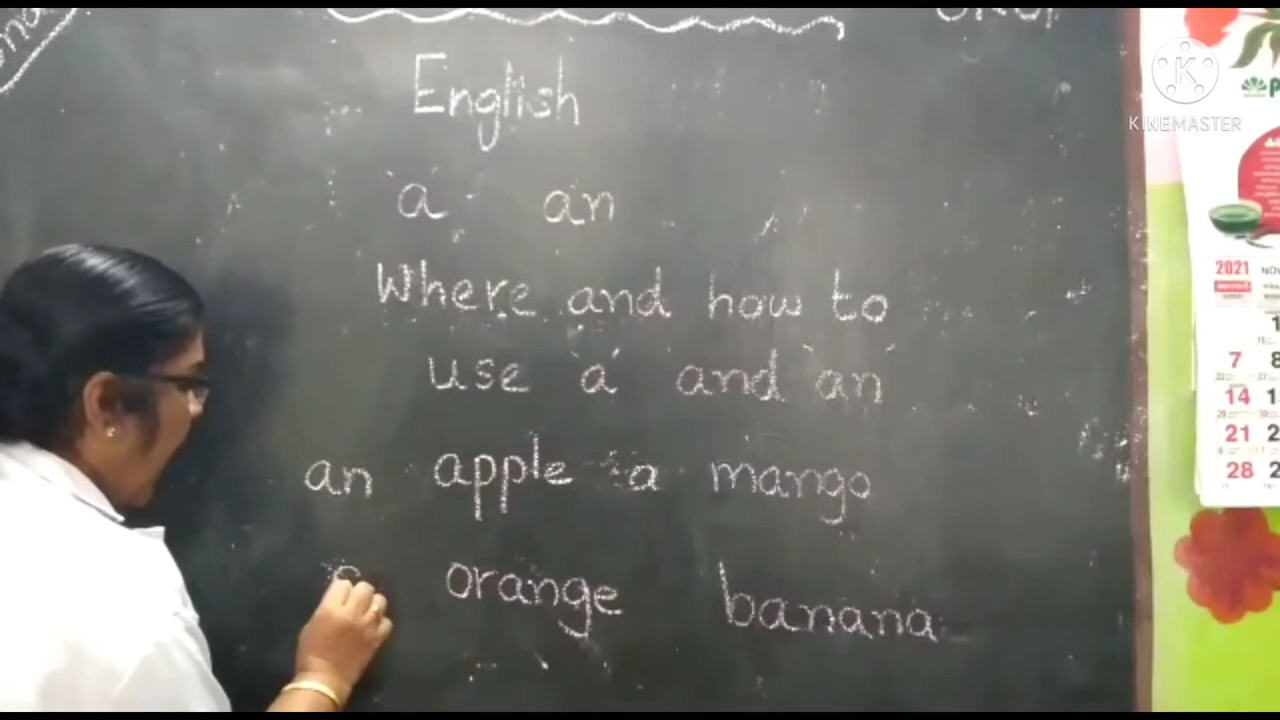 English
a an
Where and how to
use 'a' and 'an'
an apple a mango
orange banana
KINEMASTER
2021 NOV
7
14
21
28